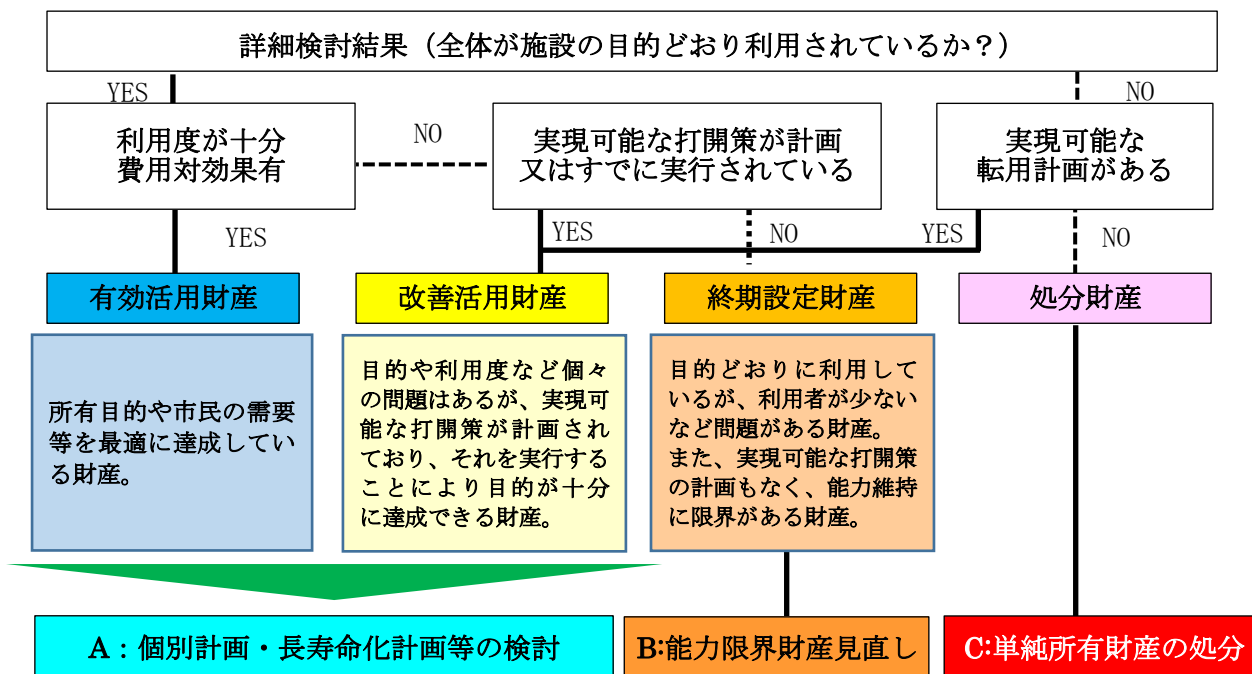 詳細検討結果（全体が施設の目的どおり利用されているか？）
YES
NO
利用度が十分
費用対効果有
NO
実現可能な打開策が計画
又はすでに実行されている
実現可能な
転用計画がある
YES
YES
NO
YES
NO
有効活用財産
改善活用財産
終期設定財産
処分財産
所有目的や市民の需要
等を最適に達成してい
る財産。
目的や利用度など個々
の問題はあるが、実現可
能な打開策が計画され
ており、それを実行する
ことにより目的が十分
に達成できる財産。
目的どおりに利用して
いるが、利用者が少ない
など問題がある財産。
また、実現可能な打開策
の計画もなく、能力維持
に限界がある財産。
A：個別計画・長寿命化計画等の検討
B:能力限界財産見直し
C:単純所有財産の処分